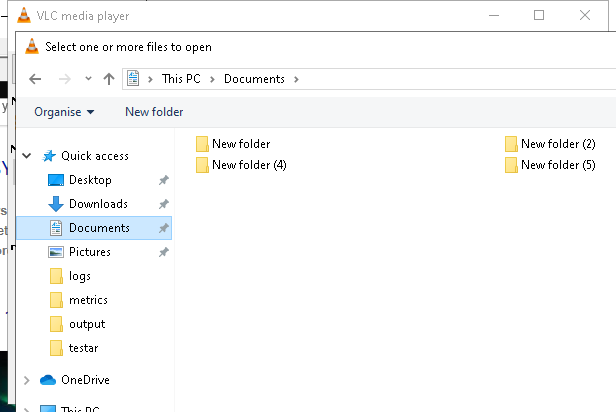 VLC media player
Select one or more files to open
This PC > Documents >
Organise New folder
Quick access
Desktop
Downloads
Documents
Pictures
logs
metrics
output
testar
OneDrive
This PC
New folder New folder (2)
New folder (4) New folder (5)